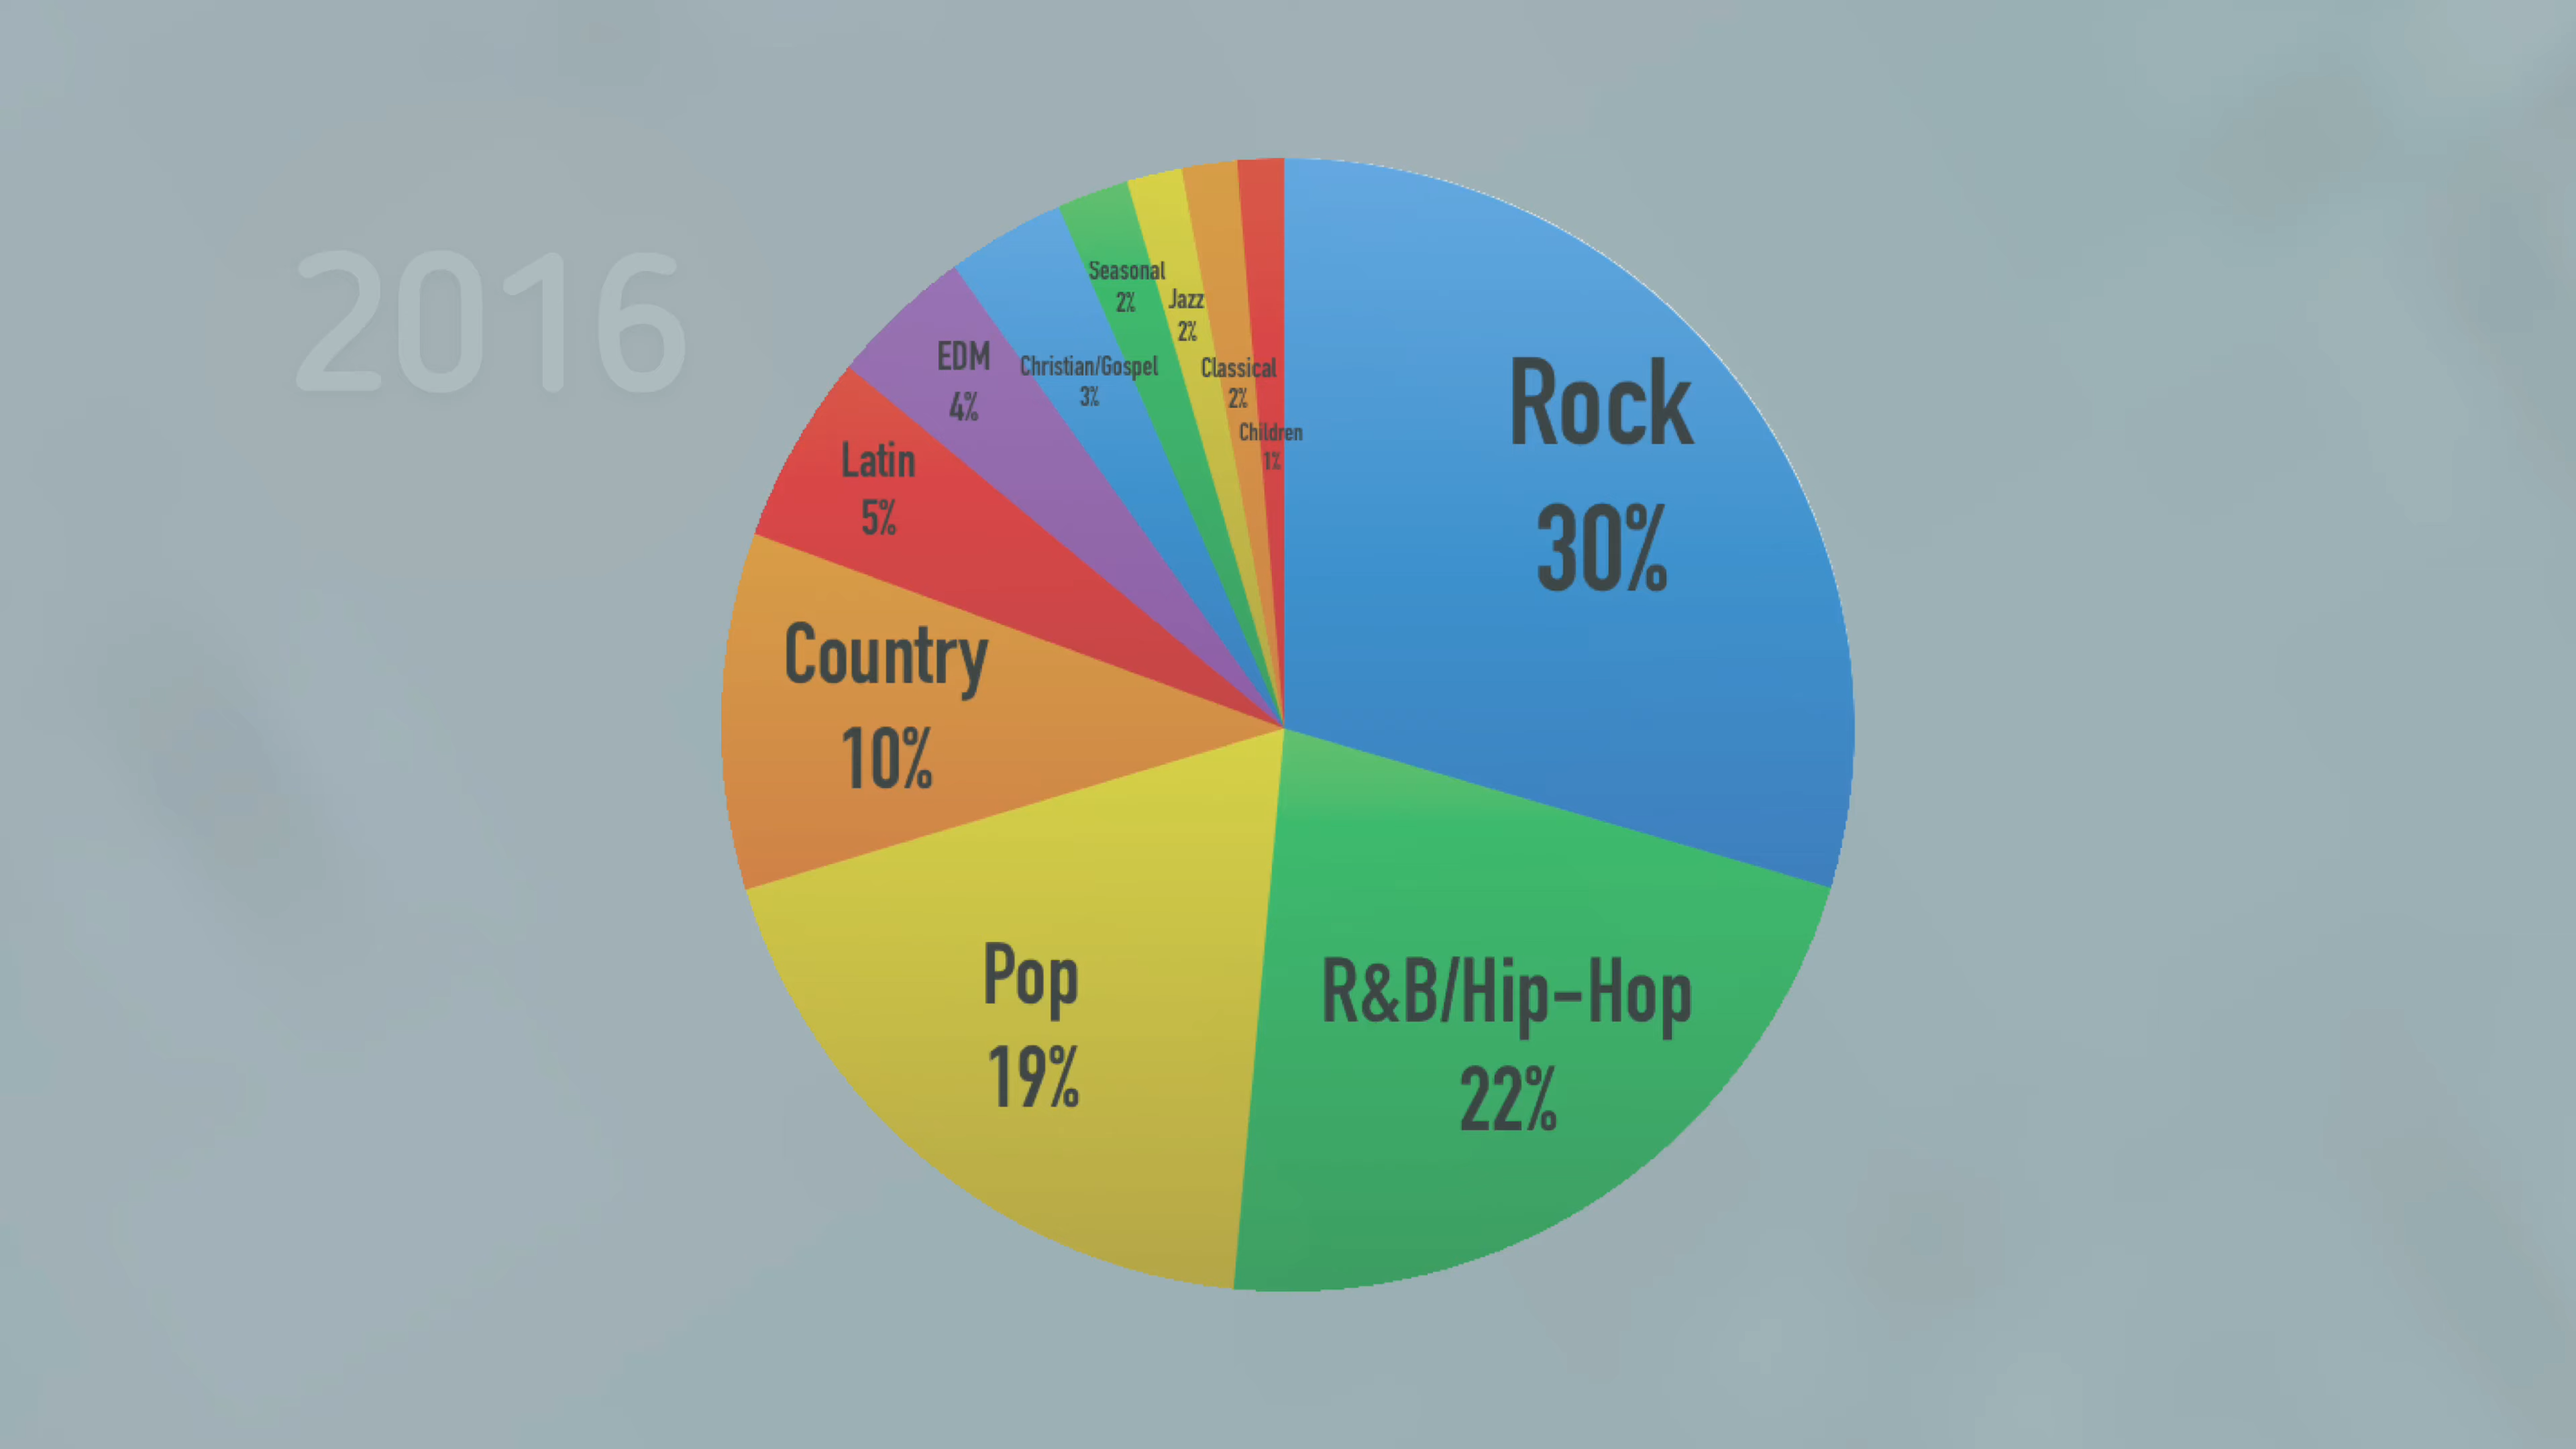 2016
Rock
30%
R&B/Hip-Hop
22%
Pop
19%
Country
10%
Latin
5%
EDM
4%
Christian/Gospel
3%
Seasonal
2%
Jazz
2%
Classical
2%
Children
1%